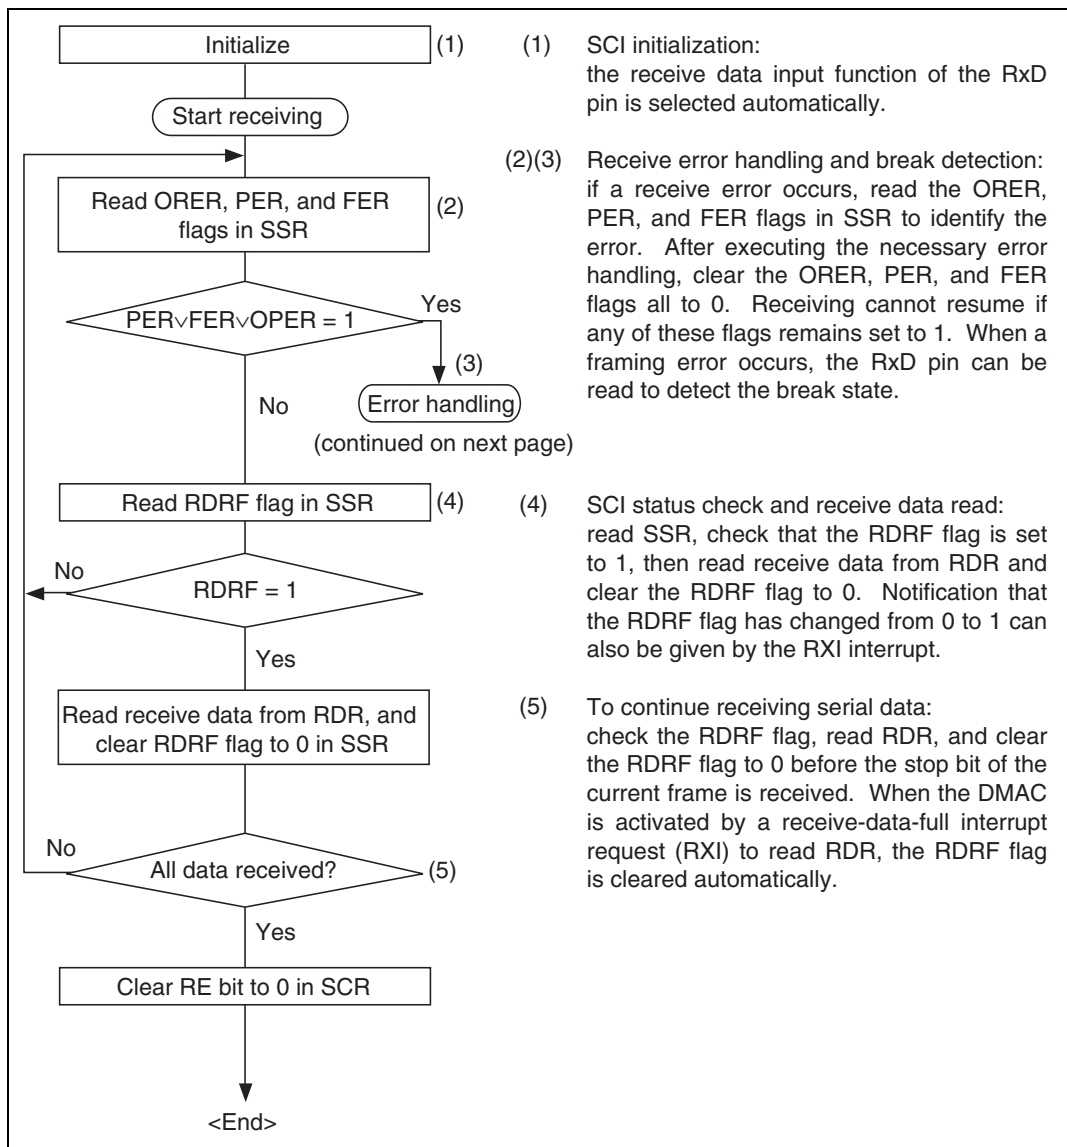 Initialize
(1)
Start receiving
Read ORER, PER, and FER
flags in SSR
(2)
PER∨FER∨OPER = 1
Yes
(3)
No
Error handling
(continued on next page)
Read RDRF flag in SSR
(4)
No
RDRF = 1
Yes
Read receive data from RDR, and
clear RDRF flag to 0 in SSR
No
All data received?
(5)
Yes
Clear RE bit to 0 in SCR
<End>
(1) SCI initialization:
the receive data input function of the RxD
pin is selected automatically.
(2)(3) Receive error handling and break detection:
if a receive error occurs, read the ORER,
PER, and FER flags in SSR to identify the
error. After executing the necessary error
handling, clear the ORER, PER, and FER
flags all to 0. Receiving cannot resume if
any of these flags remains set to 1. When a
framing error occurs, the RxD pin can be
read to detect the break state.
(4) SCI status check and receive data read:
read SSR, check that the RDRF flag is set
to 1, then read receive data from RDR and
clear the RDRF flag to 0. Notification that
the RDRF flag has changed from 0 to 1 can
also be given by the RXI interrupt.
(5) To continue receiving serial data:
check the RDRF flag, read RDR, and clear
the RDRF flag to 0 before the stop bit of the
current frame is received. When the DMAC
is activated by a receive-data-full interrupt
request (RXI) to read RDR, the RDRF flag
is cleared automatically.